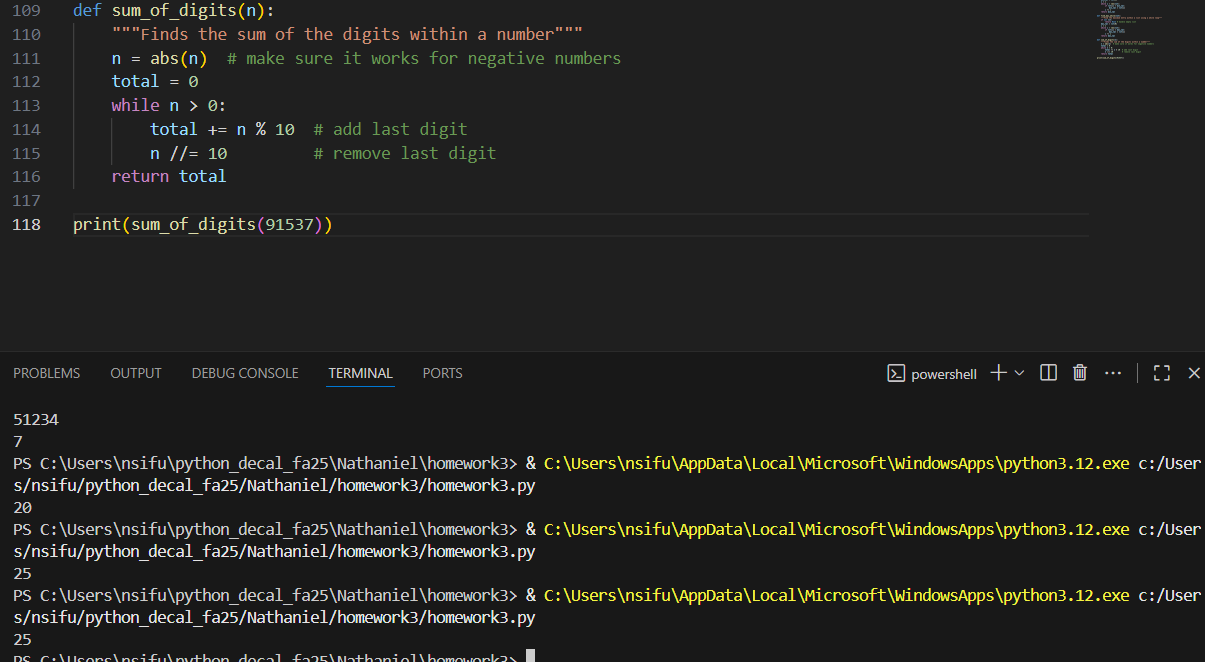 109 def sum_of_digits(n):
110 """Finds the sum of the digits within a number"""
111 n = abs(n)  # make sure it works for negative numbers
112 total = 0
113 while n > 0:
114 total += n % 10  # add last digit
115 n //= 10         # remove last digit
116 return total
117
118 print(sum_of_digits(91537))
PROBLEMS OUTPUT DEBUG CONSOLE TERMINAL PORTS powershell
51234
7
PS C:\Users\nsifu\python_decal_fa25\Nathaniel\homework3> & C:\Users\nsifu\AppData\Local\Microsoft\WindowsApps\python3.12.exe c:/User
s/nsifu/python_decal_fa25/Nathaniel/homework3/homework3.py
20
PS C:\Users\nsifu\python_decal_fa25\Nathaniel\homework3> & C:\Users\nsifu\AppData\Local\Microsoft\WindowsApps\python3.12.exe c:/User
s/nsifu/python_decal_fa25/Nathaniel/homework3/homework3.py
25
PS C:\Users\nsifu\python_decal_fa25\Nathaniel\homework3> & C:\Users\nsifu\AppData\Local\Microsoft\WindowsApps\python3.12.exe c:/User
s/nsifu/python_decal_fa25/Nathaniel/homework3/homework3.py
25
PS C:\Users\nsifu\python_decal_fa25\Nathaniel\homework3>